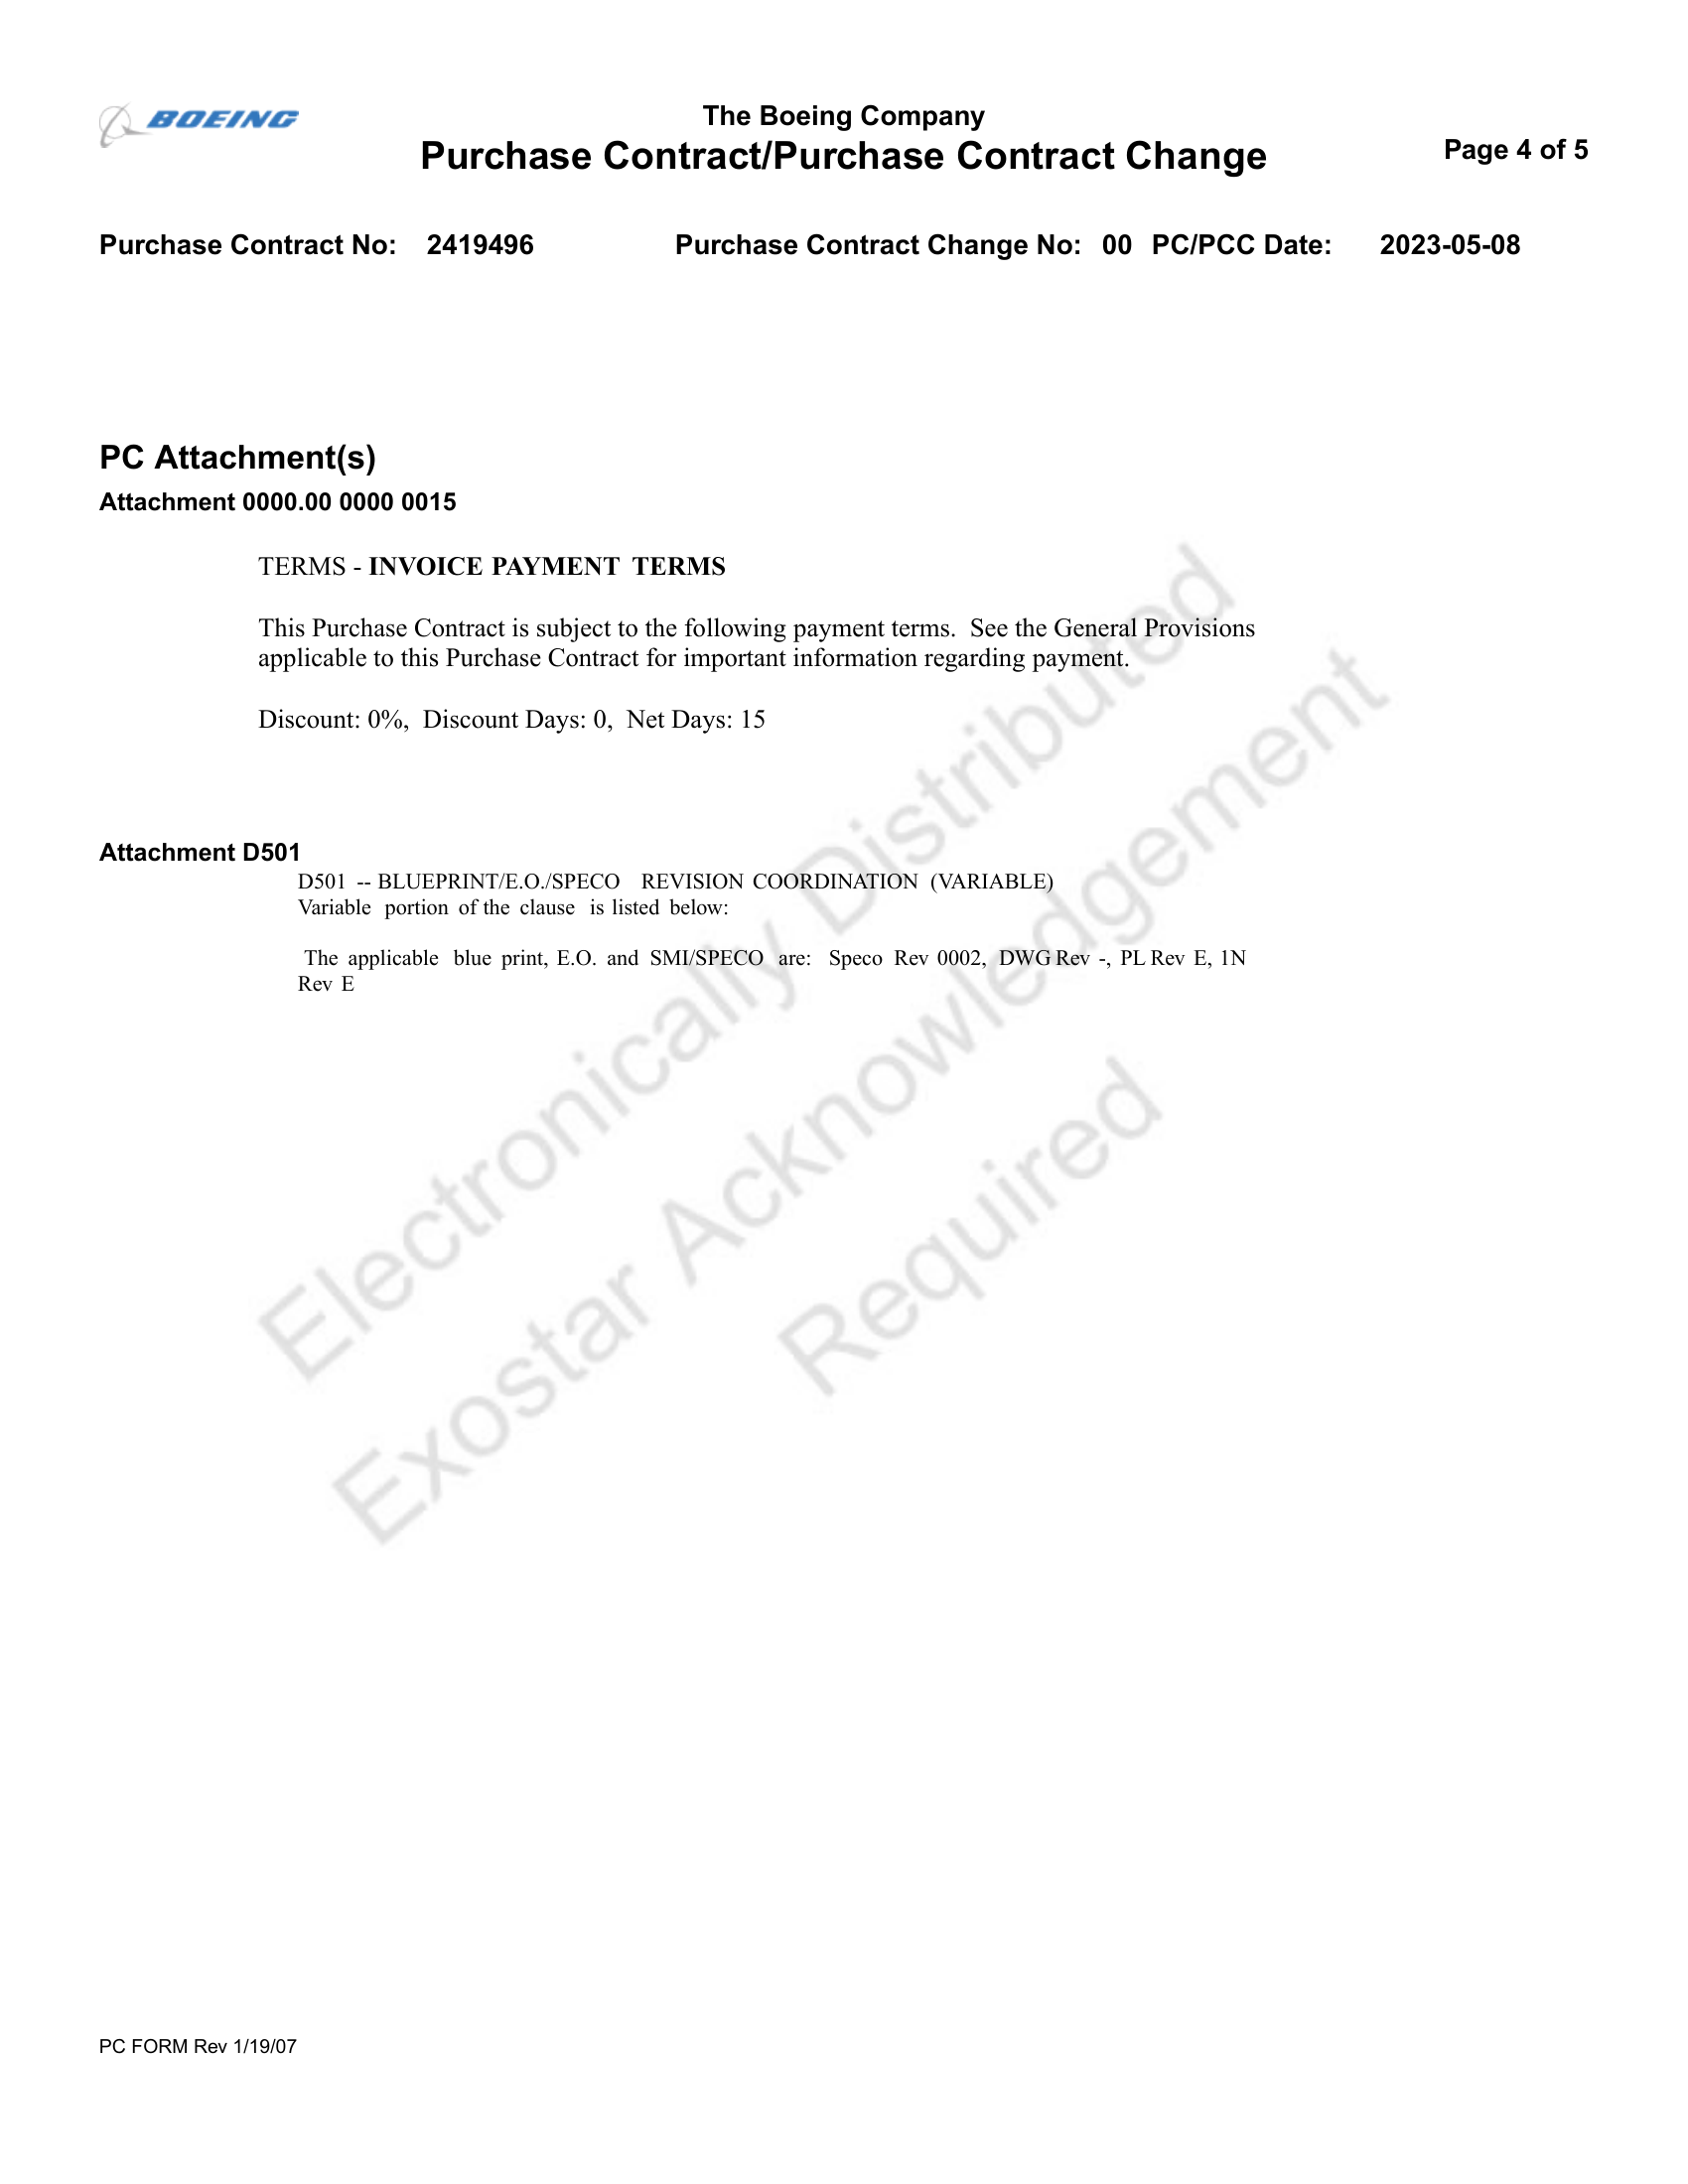 BOEING
The Boeing Company
Purchase Contract/Purchase Contract Change
Page 4 of 5
Purchase Contract No: 2419496 Purchase Contract Change No: 00 PC/PCC Date: 2023-05-08
PC Attachment(s)
Attachment 0000.00 0000 0015
TERMS - INVOICE PAYMENT TERMS
This Purchase Contract is subject to the following payment terms. See the General Provisions
applicable to this Purchase Contract for important information regarding payment.
Discount: 0%, Discount Days: 0, Net Days: 15
Attachment D501
D501 -- BLUEPRINT/E.O./SPECO REVISION COORDINATION (VARIABLE)
Variable portion of the clause is listed below:
The applicable blue print, E.O. and SMI/SPECO are: Speco Rev 0002, DWG Rev -, PL Rev E, 1N
Rev E
Electronically Distributed
Exostar Acknowledgement
Required
PC FORM Rev 1/19/07